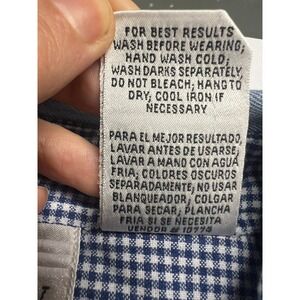 FOR BEST RESULTS
WASH BEFORE WEARING;
HAND WASH COLD;
WASH DARKS SEPARATELY,
DO NOT BLEACH; HANG TO
DRY; COOL IRON IF
NECESSARY
PARA EL MEJOR RESULTADO,
LAVAR ANTES DE USARSE,
LAVAR A MANO CON AGUA
FRIA; COLORES OSCUROS
SEPARADAMENTE; NO USAR
BLANQUEADOR, COLGAR
PARA SECAR; PLANCHA
FRIA SI SE NECESITA
VENDOR # 10774